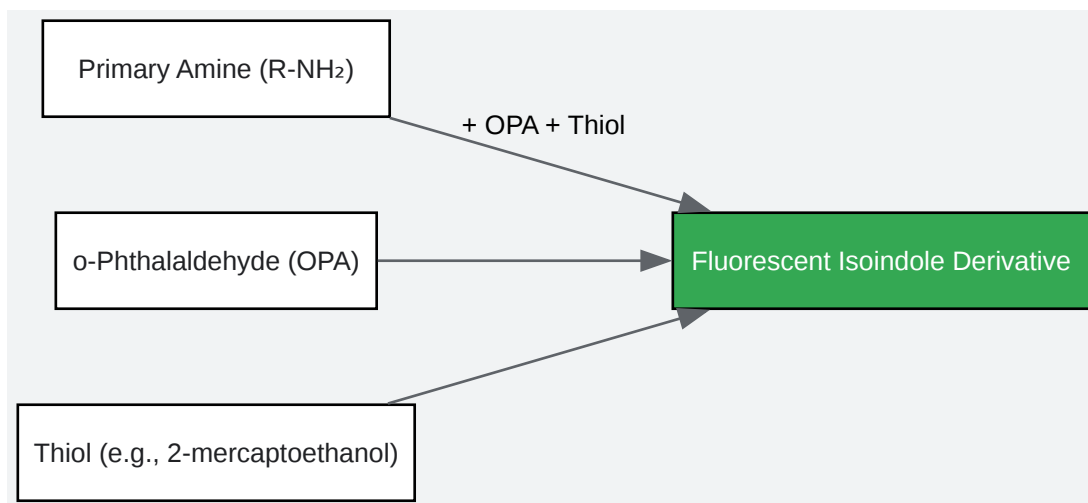 Primary Amine (R-NH₂)
+ OPA + Thiol
o-Phthalaldehyde (OPA)
Fluorescent Isoindole Derivative
Thiol (e.g., 2-mercaptoethanol)